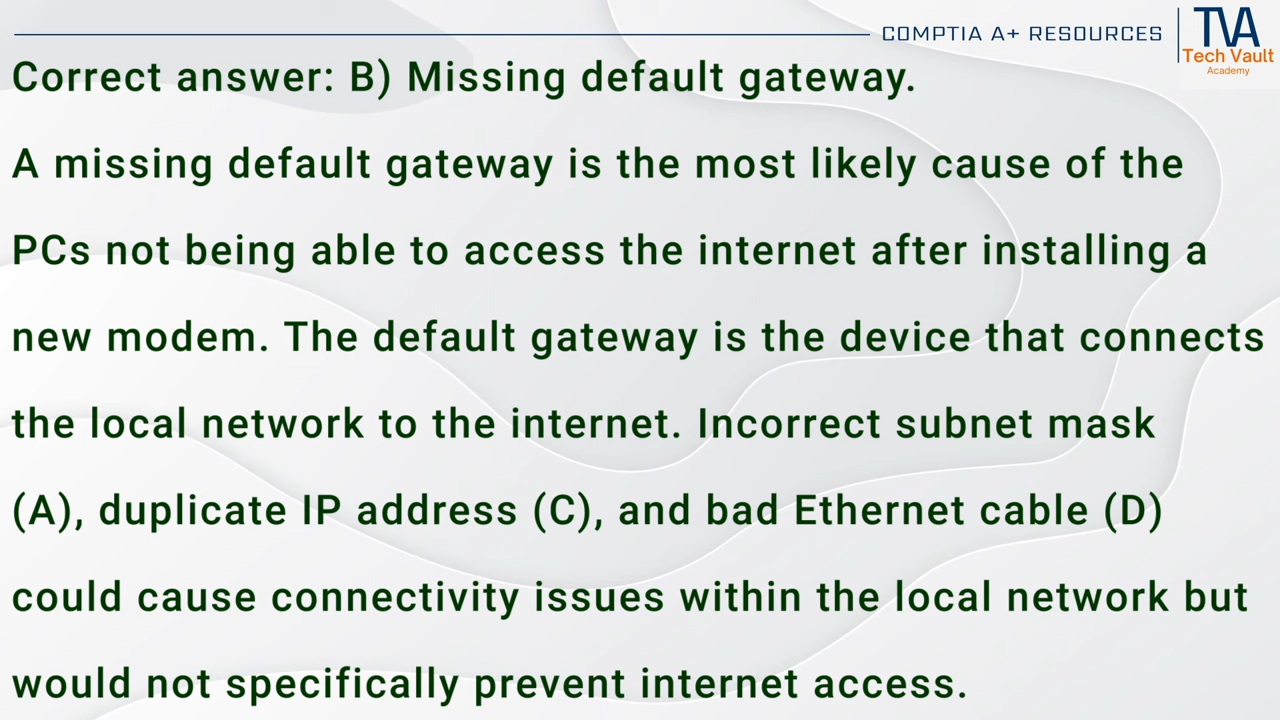 COMPTIA A+ RESOURCES
TVA
Tech Vault
Academy
Correct answer: B) Missing default gateway.
A missing default gateway is the most likely cause of the
PCs not being able to access the internet after installing a
new modem. The default gateway is the device that connects
the local network to the internet. Incorrect subnet mask
(A), duplicate IP address (C), and bad Ethernet cable (D)
could cause connectivity issues within the local network but
would not specifically prevent internet access.